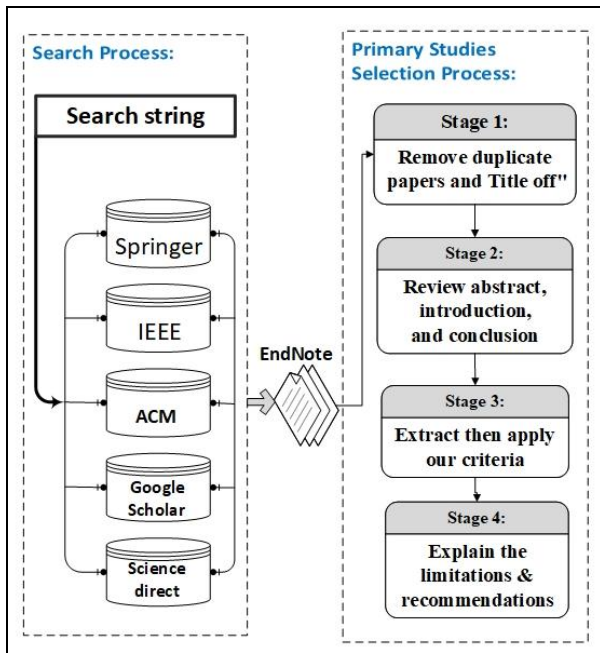 Search Process:
Search string
Springer
IEEE
ACM
Google
Scholar
Science
direct
EndNote
Primary Studies
Selection Process:
Stage 1:
Remove duplicate
papers and Title off"
Stage 2:
Review abstract,
introduction,
and conclusion
Stage 3:
Extract then apply
our criteria
Stage 4:
Explain the
limitations &
recommendations